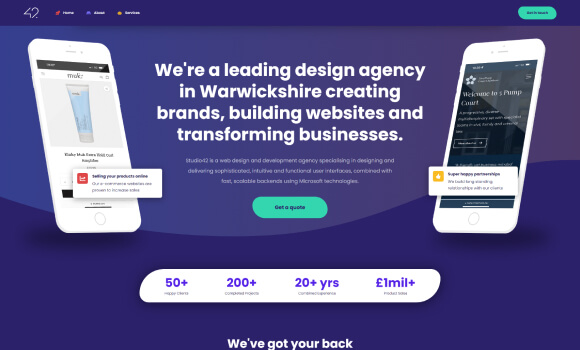 42
Home
About
Services
Get in touch
We're a leading design agency
in Warwickshire creating
brands, building websites and
transforming businesses.
Studio42 is a web design and development agency specialising in designing and
delivering sophisticated, intuitive and functional user interfaces, combined with
fast, scalable backends using Microsoft technologies.
Get a quote
muk
Welcome to 1 Pump
Court
Selling your products online
Our e-commerce websites are
proven to increase sales
Super happy partnerships
We build long standing
relationships with our clients
50+
Happy Clients
200+
Completed Projects
20+ yrs
Combined Experience
£1mil+
Product Sales
We've got your back